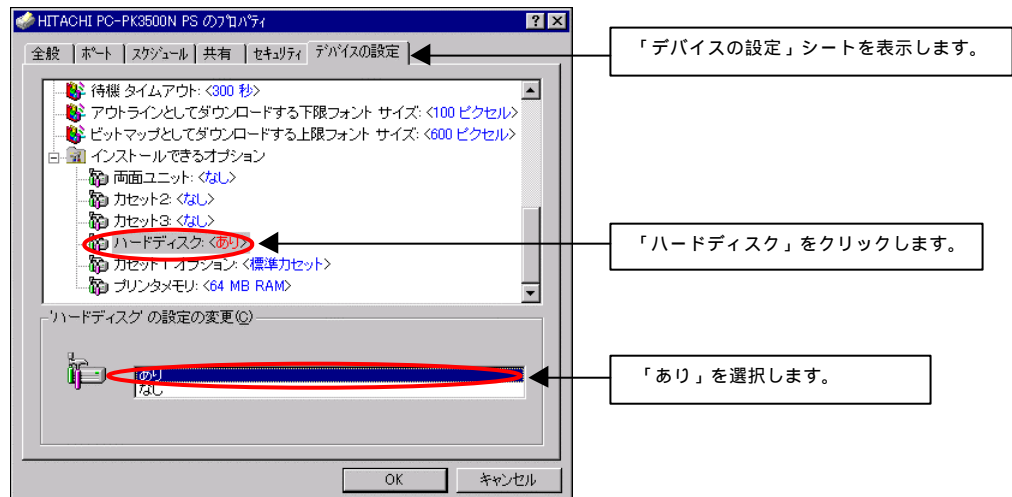 HITACHI PC-PK3500N PS のﾌﾟﾛﾊﾟﾃｨ
全般 ﾎﾟｰﾄ ｽｹｼﾞｭｰﾙ 共有 ｾｷｭﾘﾃｨ ﾃﾞﾊﾞｲｽの設定
「デバイスの設定」シートを表示します。
待機 タイムアウト: <300 秒>
アウトラインとしてダウンロードする下限フォント サイズ: <100 ピクセル>
ビットマップとしてダウンロードする上限フォント サイズ: <600 ピクセル>
インストールできるオプション
両面ユニット: <なし>
カセット2: <なし>
カセット3: <なし>
ハードディスク: <あり>
「ハードディスク」をクリックします。
カセット1 オプション: <標準カセット>
プリンタメモリ: <64 MB RAM>
'ハードディスク' の設定の変更(C)
あり
「あり」を選択します。
なし
OK キャンセル